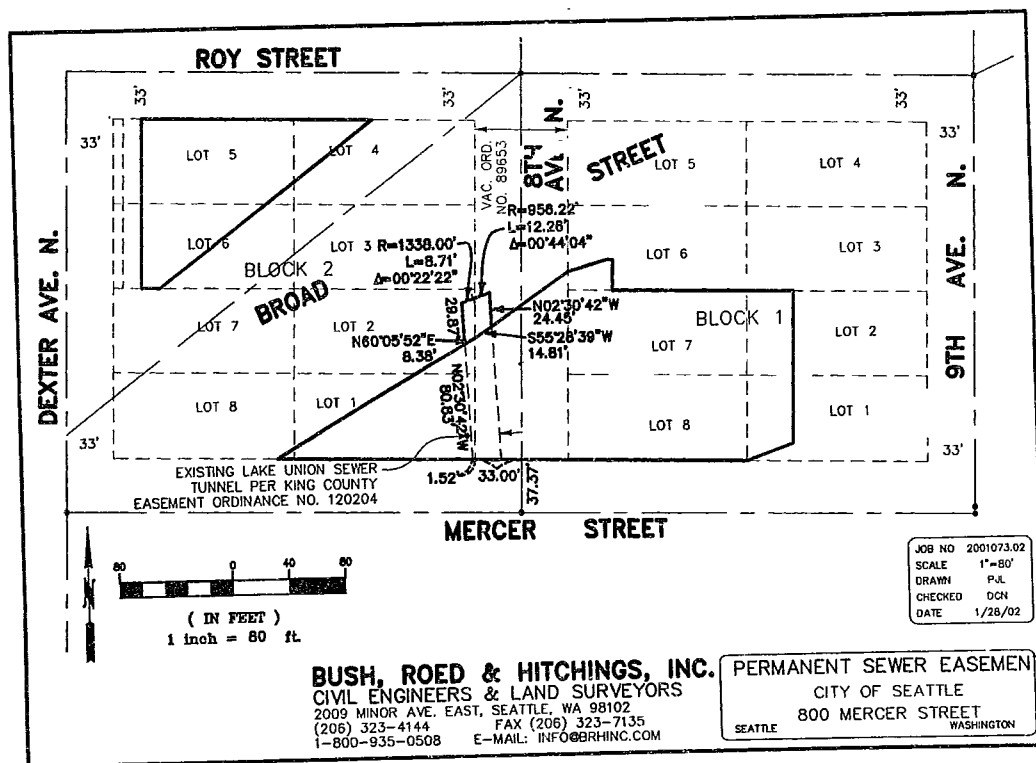 ROY STREET
33'
33'
33'
33'
33'
33'
LOT 5
LOT 4
VAC. ORD.
NO. 89653
8TH
AVE N.
STREET
LOT 5
LOT 4
DEXTER AVE. N.
LOT 6
BLOCK 2
LOT 3
R=1338.00'
L=8.71'
Δ=00°22'22"
R=958.22'
L=12.28'
Δ=00°44'04"
LOT 6
LOT 3
9TH AVE. N.
BROAD
LOT 7
LOT 2
29.87'
N60°05'52"E
8.38'
N02°30'42"W
24.45'
S55°28'39"W
14.81'
BLOCK 1
LOT 7
LOT 2
LOT 8
LOT 1
N02°30'42"W
80.83'
LOT 8
LOT 1
33'
33'
EXISTING LAKE UNION SEWER
TUNNEL PER KING COUNTY
EASEMENT ORDINANCE NO. 120204
1.52'
33.00'
37.37'
MERCER STREET
N
80 0 40 80
( IN FEET )
1 inch = 80 ft.
JOB NO 2001073.02
SCALE 1"=80'
DRAWN PJL
CHECKED DCN
DATE 1/28/02
BUSH, ROED & HITCHINGS, INC.
CIVIL ENGINEERS & LAND SURVEYORS
2009 MINOR AVE. EAST, SEATTLE, WA 98102
(206) 323-4144 FAX (206) 323-7135
1-800-935-0508 E-MAIL: INFO@BRHINC.COM
PERMANENT SEWER EASEMEN
CITY OF SEATTLE
800 MERCER STREET
SEATTLE WASHINGTON